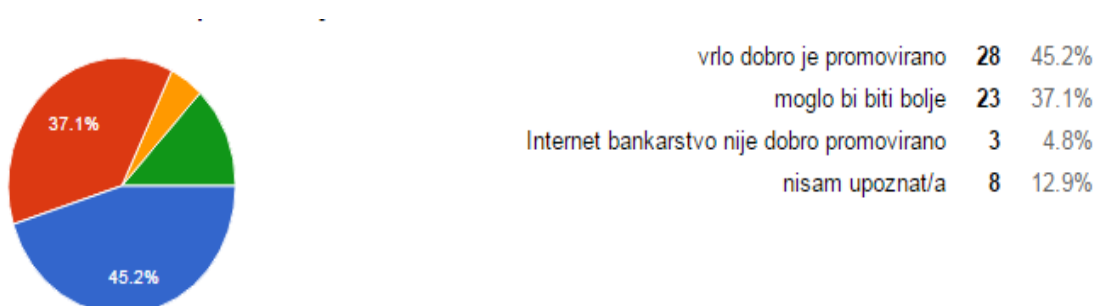 vrlo dobro je promovirano 28 45.2%
moglo bi biti bolje 23 37.1%
Internet bankarstvo nije dobro promovirano 3 4.8%
nisam upoznat/a 8 12.9%
37.1%
45.2%